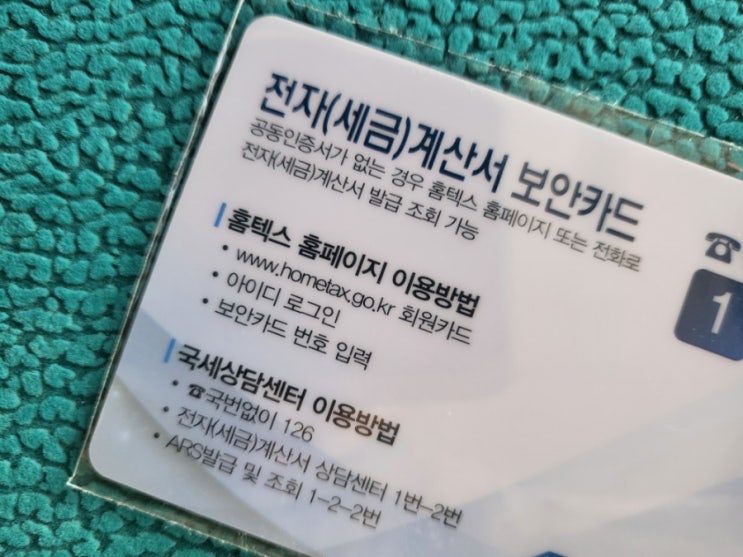 전자(세금)계산서 보안카드
공동인증서가 없는 경우 홈텍스 홈페이지 또는 전화로
전자(세금)계산서 발급 조회 가능
홈텍스 홈페이지 이용방법
• www.hometax.go.kr 회원카드
• 아이디 로그인
• 보안카드 번호 입력
국세상담센터 이용방법
• ☎국번없이 126
• 전자(세금)계산서 상담센터 1번-2번
• ARS발급 및 조회 1-2-2번
☎
1